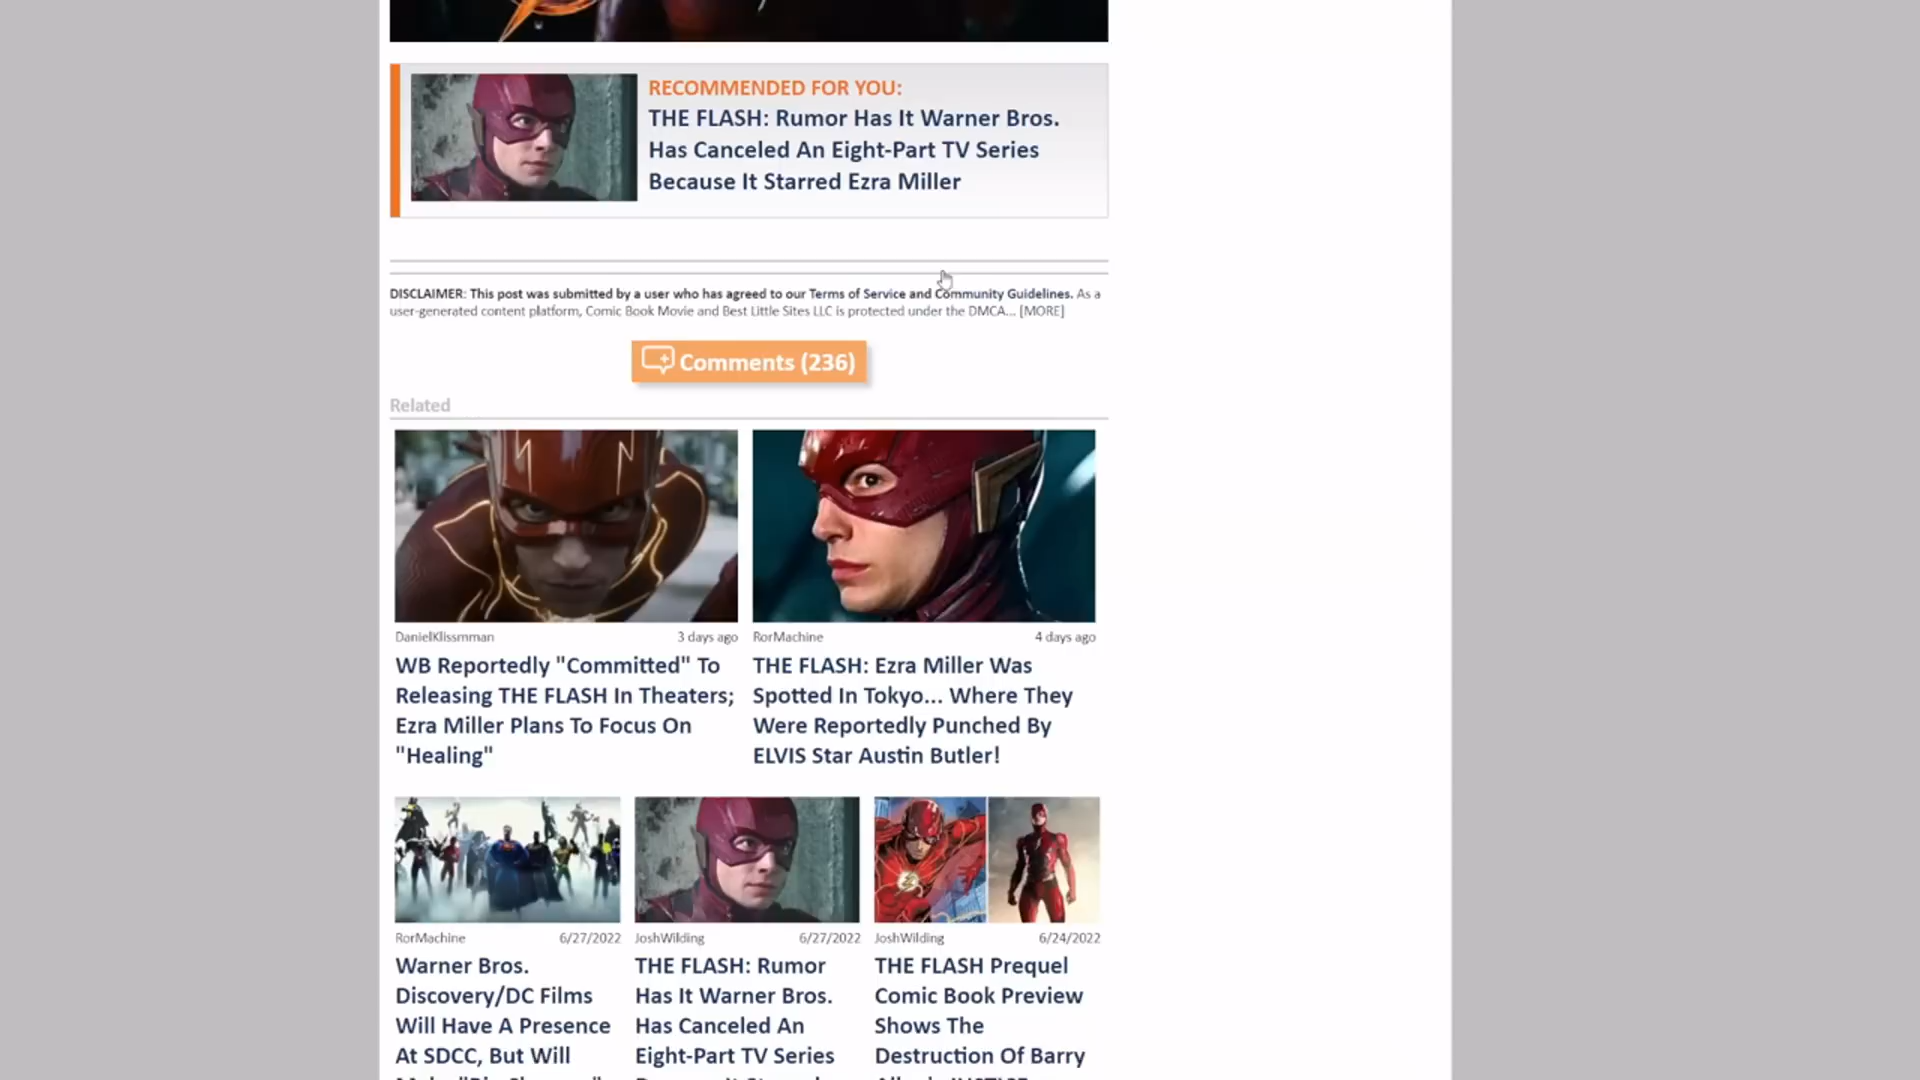 RECOMMENDED FOR YOU:
THE FLASH: Rumor Has It Warner Bros.
Has Canceled An Eight-Part TV Series
Because It Starred Ezra Miller
DISCLAIMER: This post was submitted by a user who has agreed to our Terms of Service and Community Guidelines. As a
user-generated content platform, Comic Book Movie and Best Little Sites LLC is protected under the DMCA... [MORE]
Comments (236)
Related
DanielKlissmman 3 days ago
WB Reportedly "Committed" To
Releasing THE FLASH In Theaters;
Ezra Miller Plans To Focus On
"Healing"
RorMachine 4 days ago
THE FLASH: Ezra Miller Was
Spotted In Tokyo... Where They
Were Reportedly Punched By
ELVIS Star Austin Butler!
RorMachine 6/27/2022
Warner Bros.
Discovery/DC Films
Will Have A Presence
At SDCC, But Will
JoshWilding 6/27/2022
THE FLASH: Rumor
Has It Warner Bros.
Has Canceled An
Eight-Part TV Series
JoshWilding 6/24/2022
THE FLASH Prequel
Comic Book Preview
Shows The
Destruction Of Barry